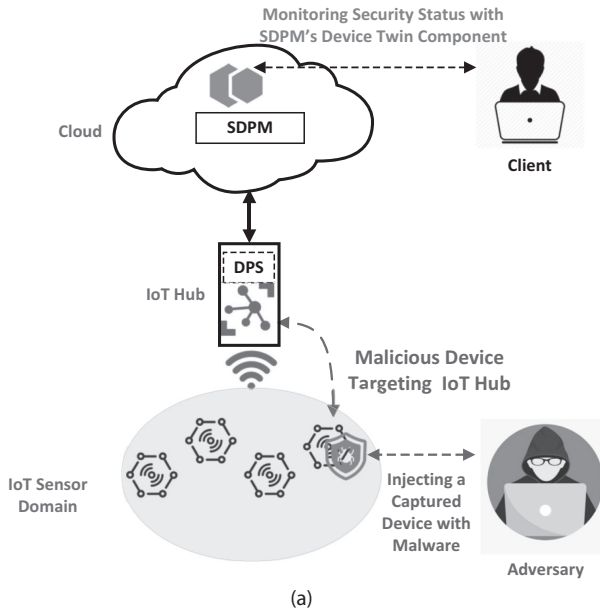 Monitoring Security Status with
SDPM's Device Twin Component
Cloud
SDPM
Client
DPS
IoT Hub
Malicious Device
Targeting IoT Hub
IoT Sensor
Domain
Injecting a
Captured
Device with
Malware
Adversary
(a)